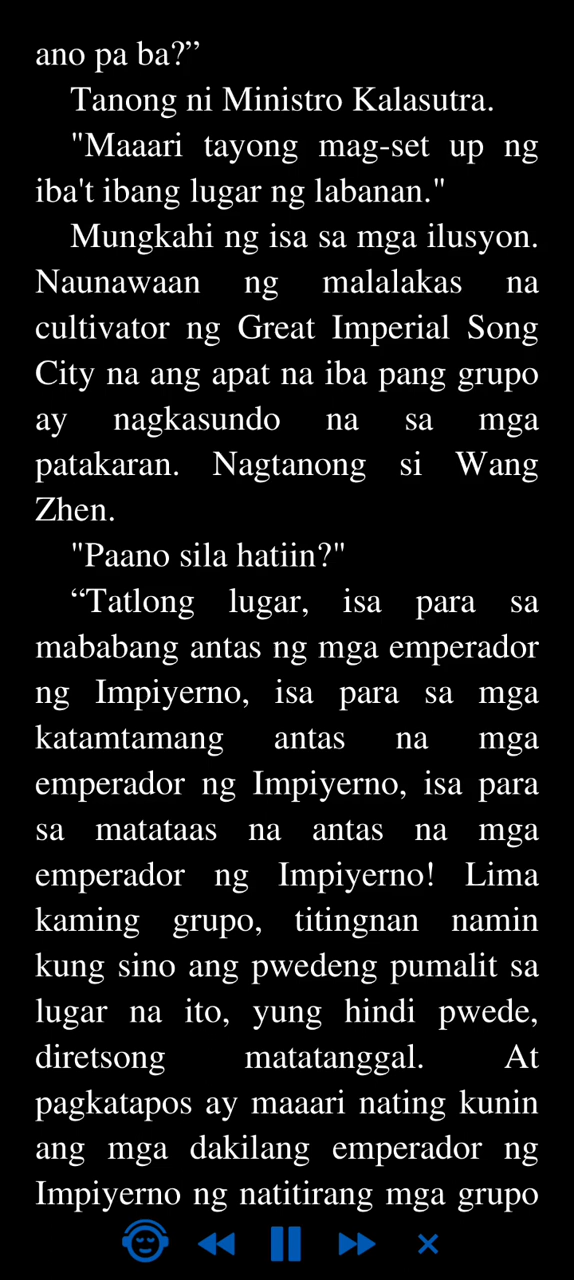 ano pa ba?”
Tanong ni Ministro Kalasutra.
"Maaari tayong mag-set up ng
iba't ibang lugar ng labanan."
Mungkahi ng isa sa mga ilusyon.
Naunawaan ng malalakas na
cultivator ng Great Imperial Song
City na ang apat na iba pang grupo
ay nagkasundo na sa mga
patakaran. Nagtanong si Wang
Zhen.
"Paano sila hatiin?"
“Tatlong lugar, isa para sa
mababang antas ng mga emperador
ng Impiyerno, isa para sa mga
katamtamang antas na mga
emperador ng Impiyerno, isa para
sa matataas na antas na mga
emperador ng Impiyerno! Lima
kaming grupo, titingnan namin
kung sino ang pwedeng pumalit sa
lugar na ito, yung hindi pwede,
diretsong matatanggal. At
pagkatapos ay maaari nating kunin
ang mga dakilang emperador ng
Impiyerno ng natitirang mga grupo